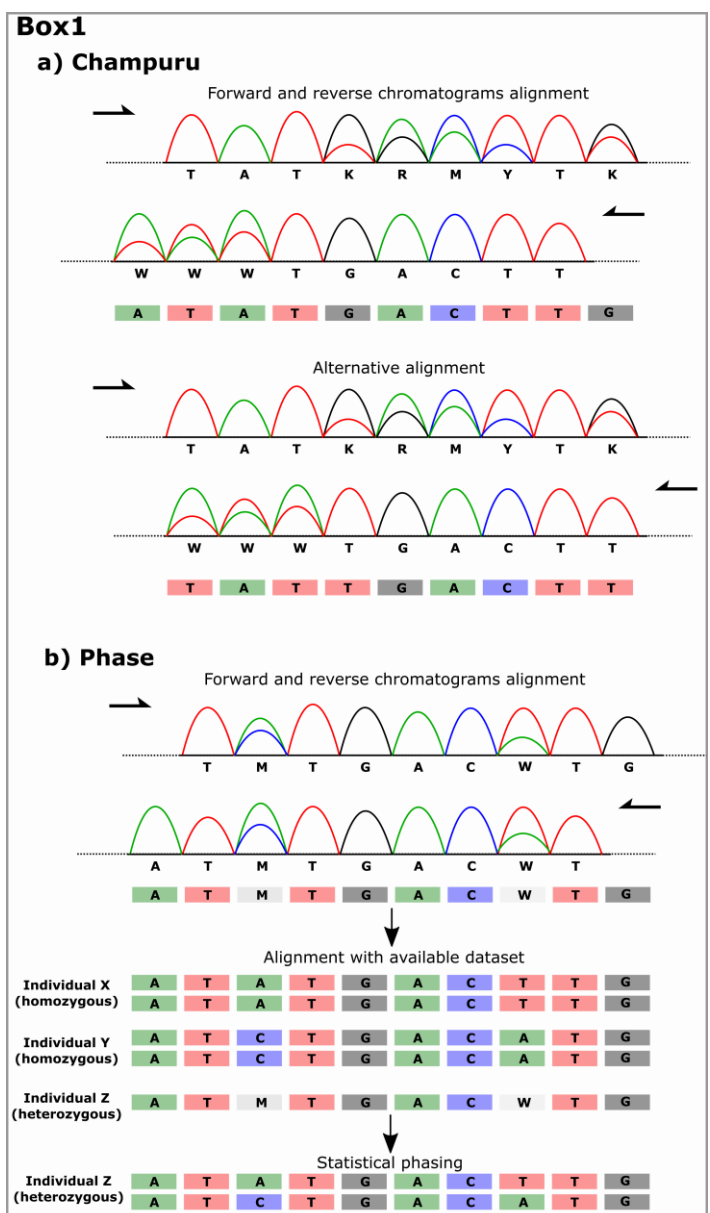 Box1
a) Champuru
Forward and reverse chromatograms alignment
T A T K R M Y T K
W W W T G A C T T
A T A T G A C T T G
Alternative alignment
T A T K R M Y T K
W W W T G A C T T
T A T T G A C T T
b) Phase
Forward and reverse chromatograms alignment
T M T G A C W T G
A T M T G A C W T
A T M T G A C W T G
Alignment with available dataset
Individual X
(homozygous)
A T A T G A C T T G
A T A T G A C T T G
Individual Y
(homozygous)
A T C T G A C A T G
A T C T G A C A T G
Individual Z
(heterozygous)
A T M T G A C W T G
Statistical phasing
Individual Z
(heterozygous)
A T A T G A C T T G
A T C T G A C A T G